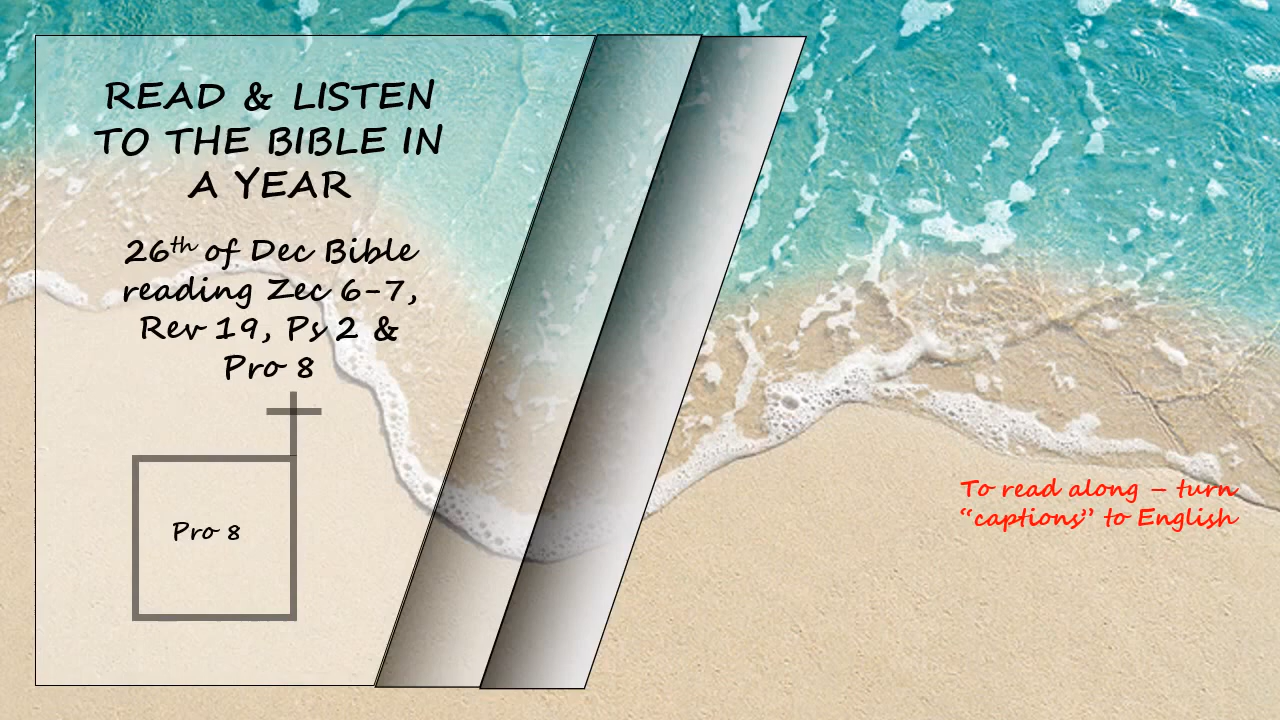 READ & LISTEN
TO THE BIBLE IN
A YEAR
26th of Dec Bible
reading Zec 6-7,
Rev 19, Ps 2 &
Pro 8
Pro 8
To read along – turn
“captions” to English